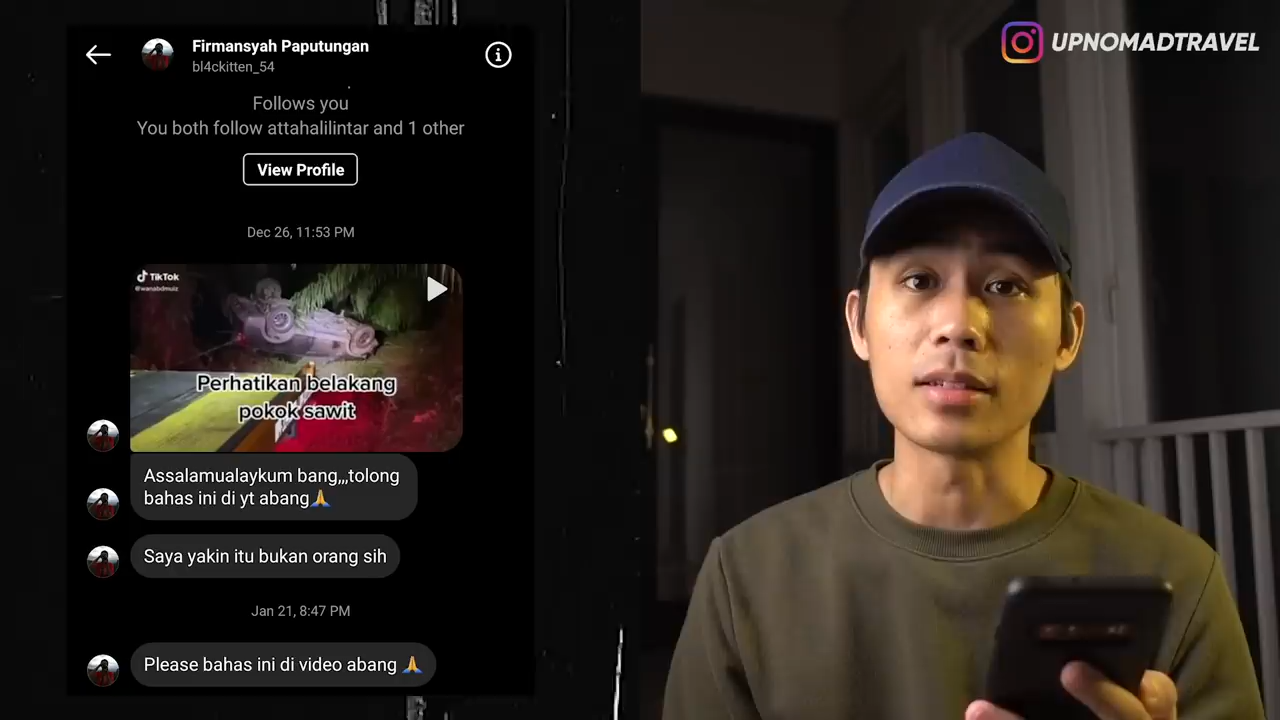 Firmansyah Paputungan
bl4ckitten_54
Follows you
You both follow attahalilintar and 1 other
View Profile
Dec 26, 11:53 PM
TikTok
@wanabdmuiz
Perhatikan belakang
pokok sawit
Assalamualaykum bang,,,tolong
bahas ini di yt abang🙏
Saya yakin itu bukan orang sih
Jan 21, 8:47 PM
Please bahas ini di video abang 🙏
UPNOMADTRAVEL